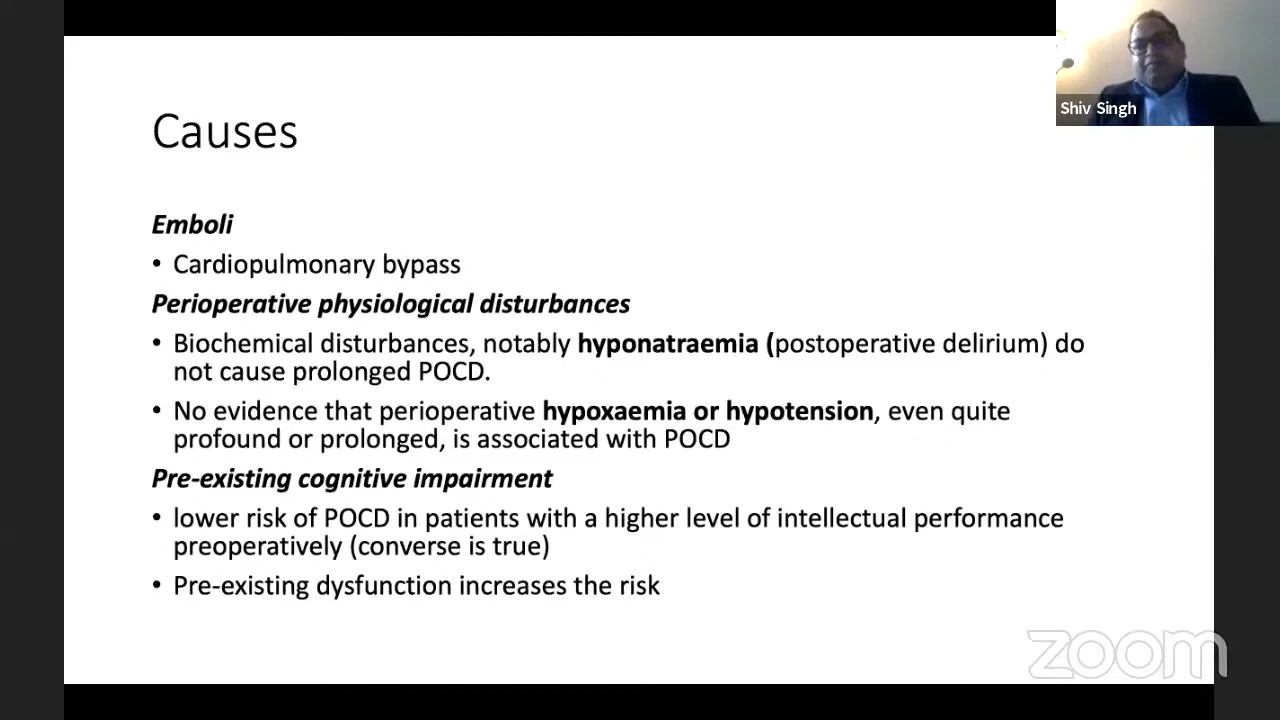 Shiv Singh
Causes
Emboli
• Cardiopulmonary bypass
Perioperative physiological disturbances
• Biochemical disturbances, notably hyponatraemia (postoperative delirium) do
not cause prolonged POCD.
• No evidence that perioperative hypoxaemia or hypotension, even quite
profound or prolonged, is associated with POCD
Pre-existing cognitive impairment
• lower risk of POCD in patients with a higher level of intellectual performance
preoperatively (converse is true)
• Pre-existing dysfunction increases the risk
zoom